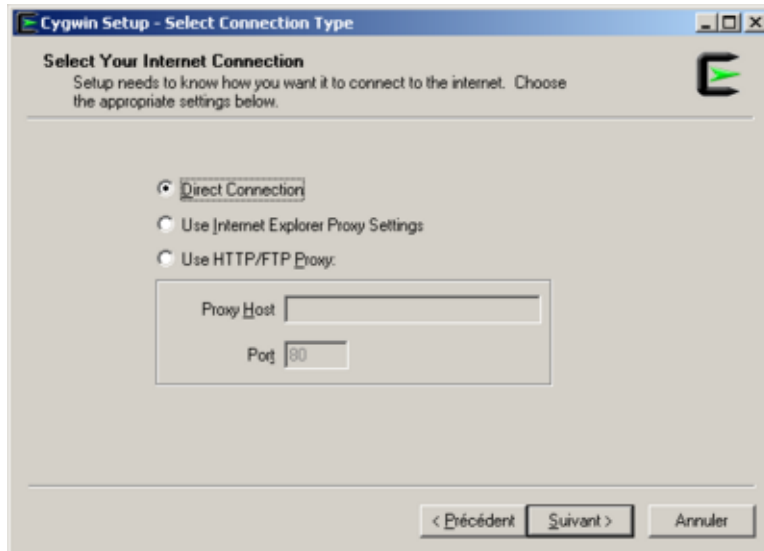 Cygwin Setup - Select Connection Type
Select Your Internet Connection
Setup needs to know how you want it to connect to the internet. Choose
the appropriate settings below.
Direct Connection
Use Internet Explorer Proxy Settings
Use HTTP/FTP Proxy:
Proxy Host
Port 80
< Précédent Suivant > Annuler